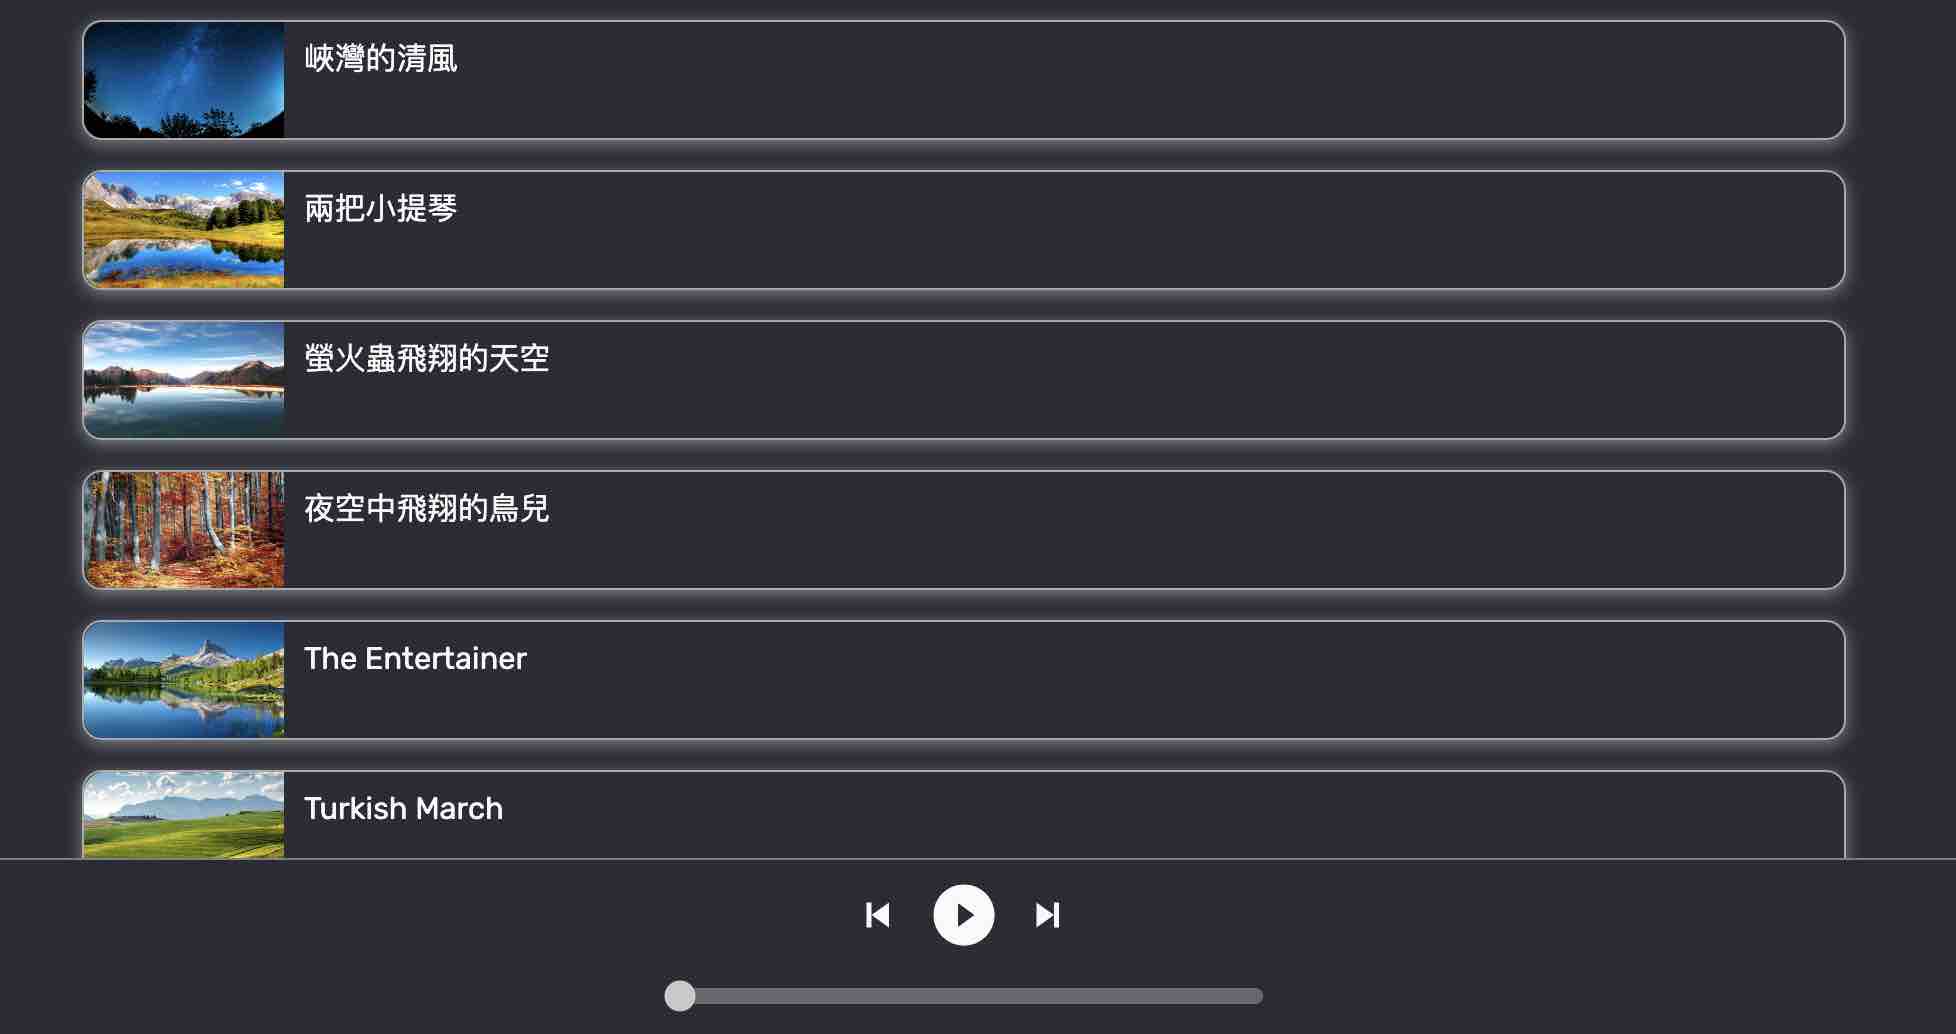 峽灣的清風
兩把小提琴
螢火蟲飛翔的天空
夜空中飛翔的鳥兒
The Entertainer
Turkish March